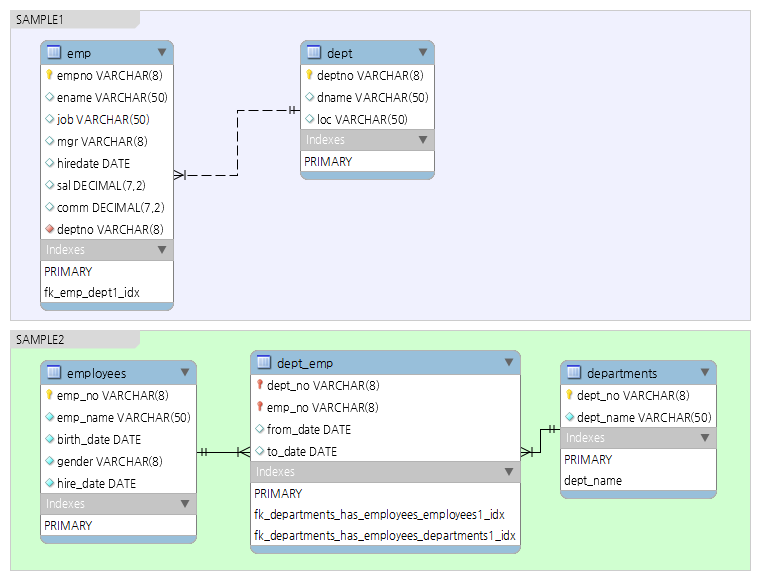 SAMPLE1
emp
empno VARCHAR(8)
ename VARCHAR(50)
job VARCHAR(50)
mgr VARCHAR(8)
hiredate DATE
sal DECIMAL(7,2)
comm DECIMAL(7,2)
deptno VARCHAR(8)
Indexes
PRIMARY
fk_emp_dept1_idx
dept
deptno VARCHAR(8)
dname VARCHAR(50)
loc VARCHAR(50)
Indexes
PRIMARY
SAMPLE2
employees
emp_no VARCHAR(8)
emp_name VARCHAR(50)
birth_date DATE
gender VARCHAR(8)
hire_date DATE
Indexes
PRIMARY
dept_emp
dept_no VARCHAR(8)
emp_no VARCHAR(8)
from_date DATE
to_date DATE
Indexes
PRIMARY
fk_departments_has_employees_employees1_idx
fk_departments_has_employees_departments1_idx
departments
dept_no VARCHAR(8)
dept_name VARCHAR(50)
Indexes
PRIMARY
dept_name